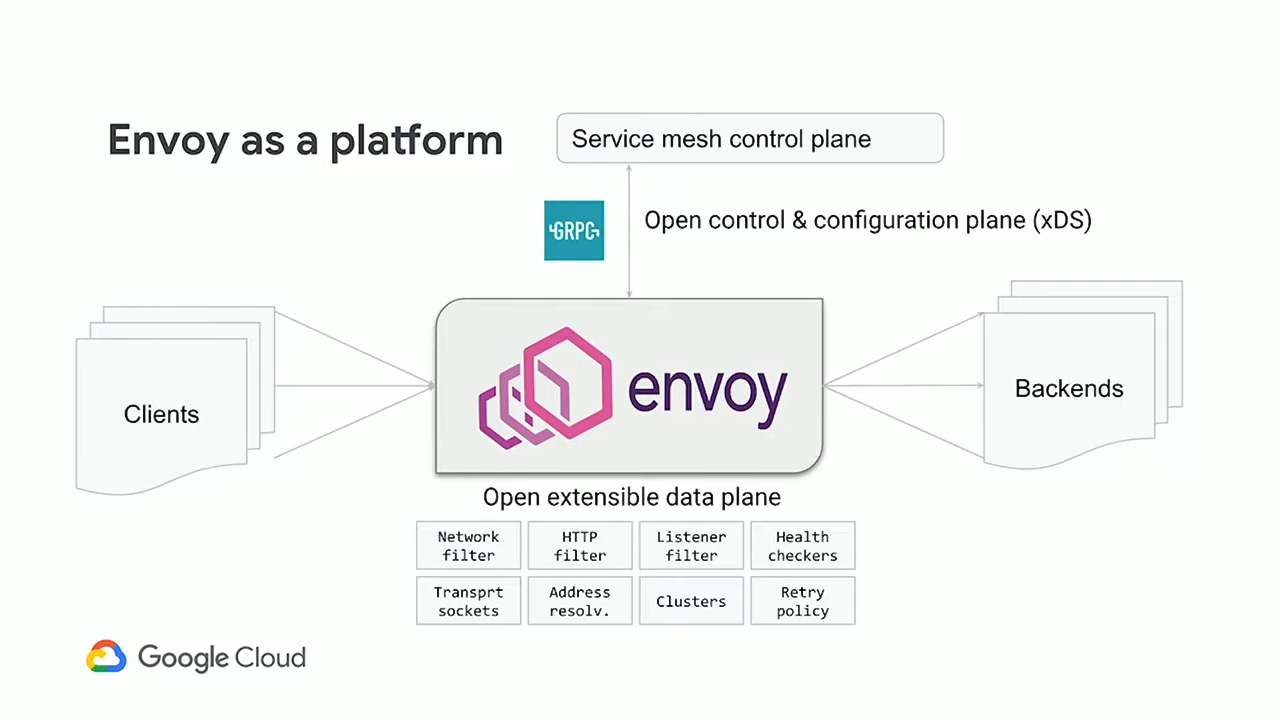 Envoy as a platform
Service mesh control plane
GRPC
Open control & configuration plane (xDS)
Clients
envoy
Backends
Open extensible data plane
Network
filter
HTTP
filter
Listener
filter
Health
checkers
Transprt
sockets
Address
resolv.
Clusters
Retry
policy
Google Cloud